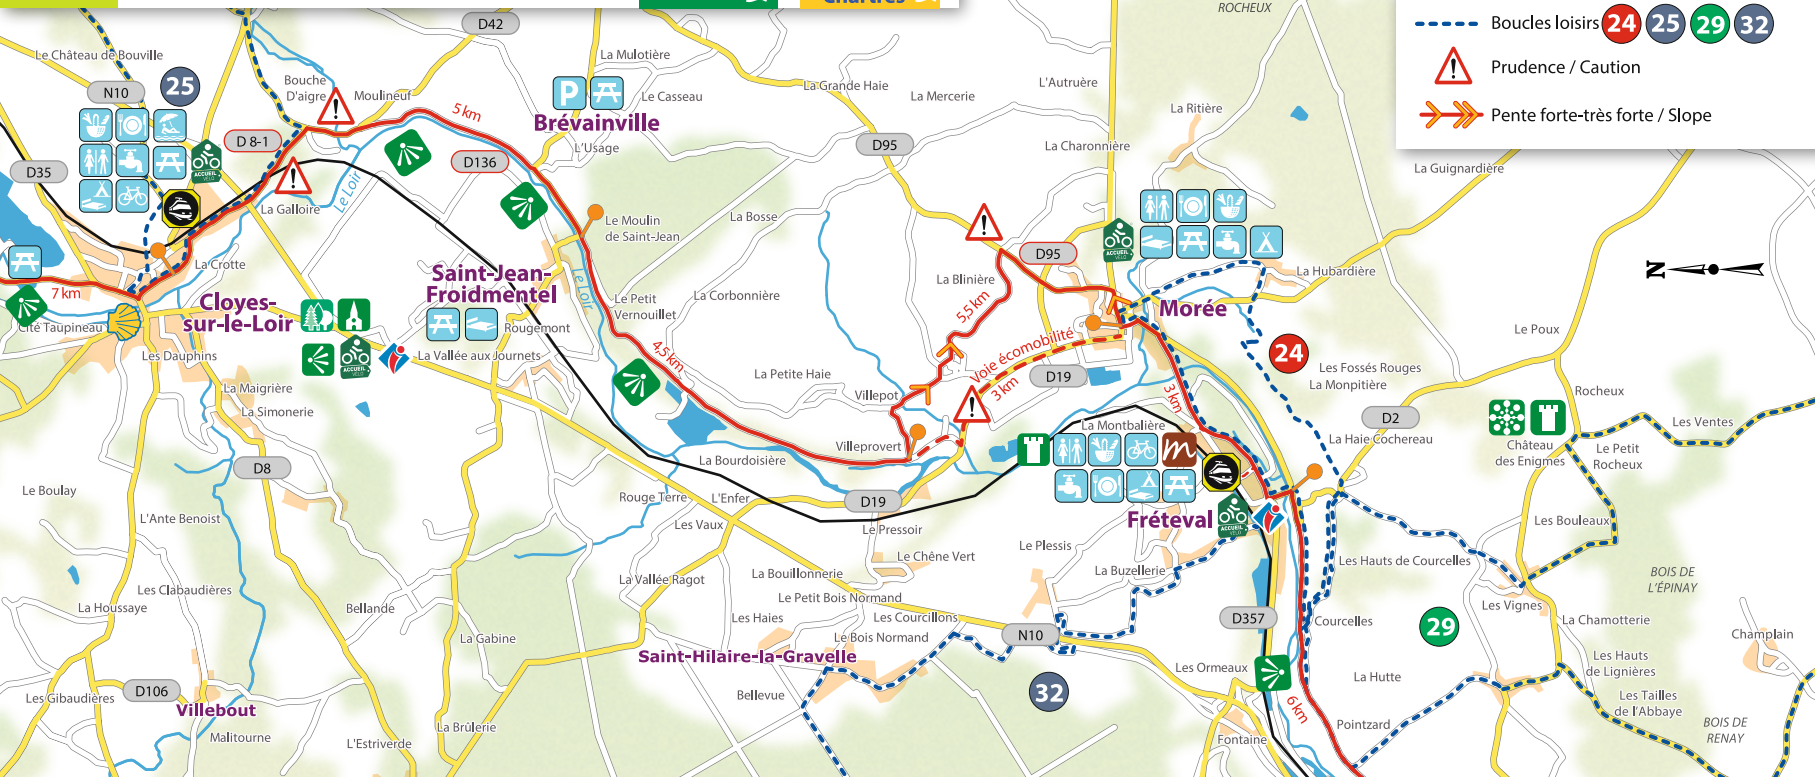 Chartres
ROCHEUX
Boucles loisirs 24 25 29 32
Prudence / Caution
Pente forte-très forte / Slope
D42
Le Château de Bouville
N10
25
Bouche
D'aigre
Moulineuf
5 km
La Mulotière
P
Le Casseau
Brévainville
L'Usage
La Grande Haie
La Mercerie
L'Autruère
La Ritière
D95
La Charonnière
La Guignardière
D35
D 8-1
D136
ACCUEIL
VÉLO
La Galloire
Le Loir
Le Moulin
de Saint-Jean
La Bosse
La Crotte
7 km
Cloyes-
sur-le-Loir
Cité Taupineau
Saint-Jean-
Froidmentel
Rougemont
Le Loir
Le Petit
Vernouillet
La Corbonnière
La Blinière
D95
ACCUEIL
VÉLO
La Hubardière
N
Morée
5,5 km
Voie écomobilité
3 km
D19
3 km
24
Le Poux
Les Fossés Rouges
La Monpitière
Rocheux
Les Dauphins
ACCUEIL
VÉLO
La Vallée aux Journets
La Maigrière
La Simonerie
4,5 km
La Petite Haie
Villepot
Villeprovert
La Bourdoisière
D2
La Haie Cochereau
Château
des Enigmes
Le Petit
Rocheux
Les Ventes
La Montbalière
m
D8
Le Boulay
L'Ante Benoist
Rouge Terre
L'Enfer
Les Vaux
D19
Le Pressoir
Le Chêne Vert
Fréteval
ACCUEIL
VÉLO
Le Plessis
La Buzellerie
Les Bouleaux
Les Hauts de Courcelles
BOIS DE
L'ÉPINAY
Les Clabaudières
La Houssaye
Bellande
La Vallée Ragot
La Bouillonnerie
Le Petit Bois Normand
Les Haies
Les Courcillons
Le Bois Normand
N10
D357
Courcelles
29
Les Vignes
La Chamotterie
Champlain
La Gabine
Saint-Hilaire-la-Gravelle
32
Les Ormeaux
La Hutte
Les Hauts
de Lignières
Les Tailles
de l'Abbaye
Les Gibaudières
D106
Villebout
Malitourne
L'Estriverde
La Brûlerie
Bellevue
6 km
Fontaine
Pointzard
BOIS DE
RENAY